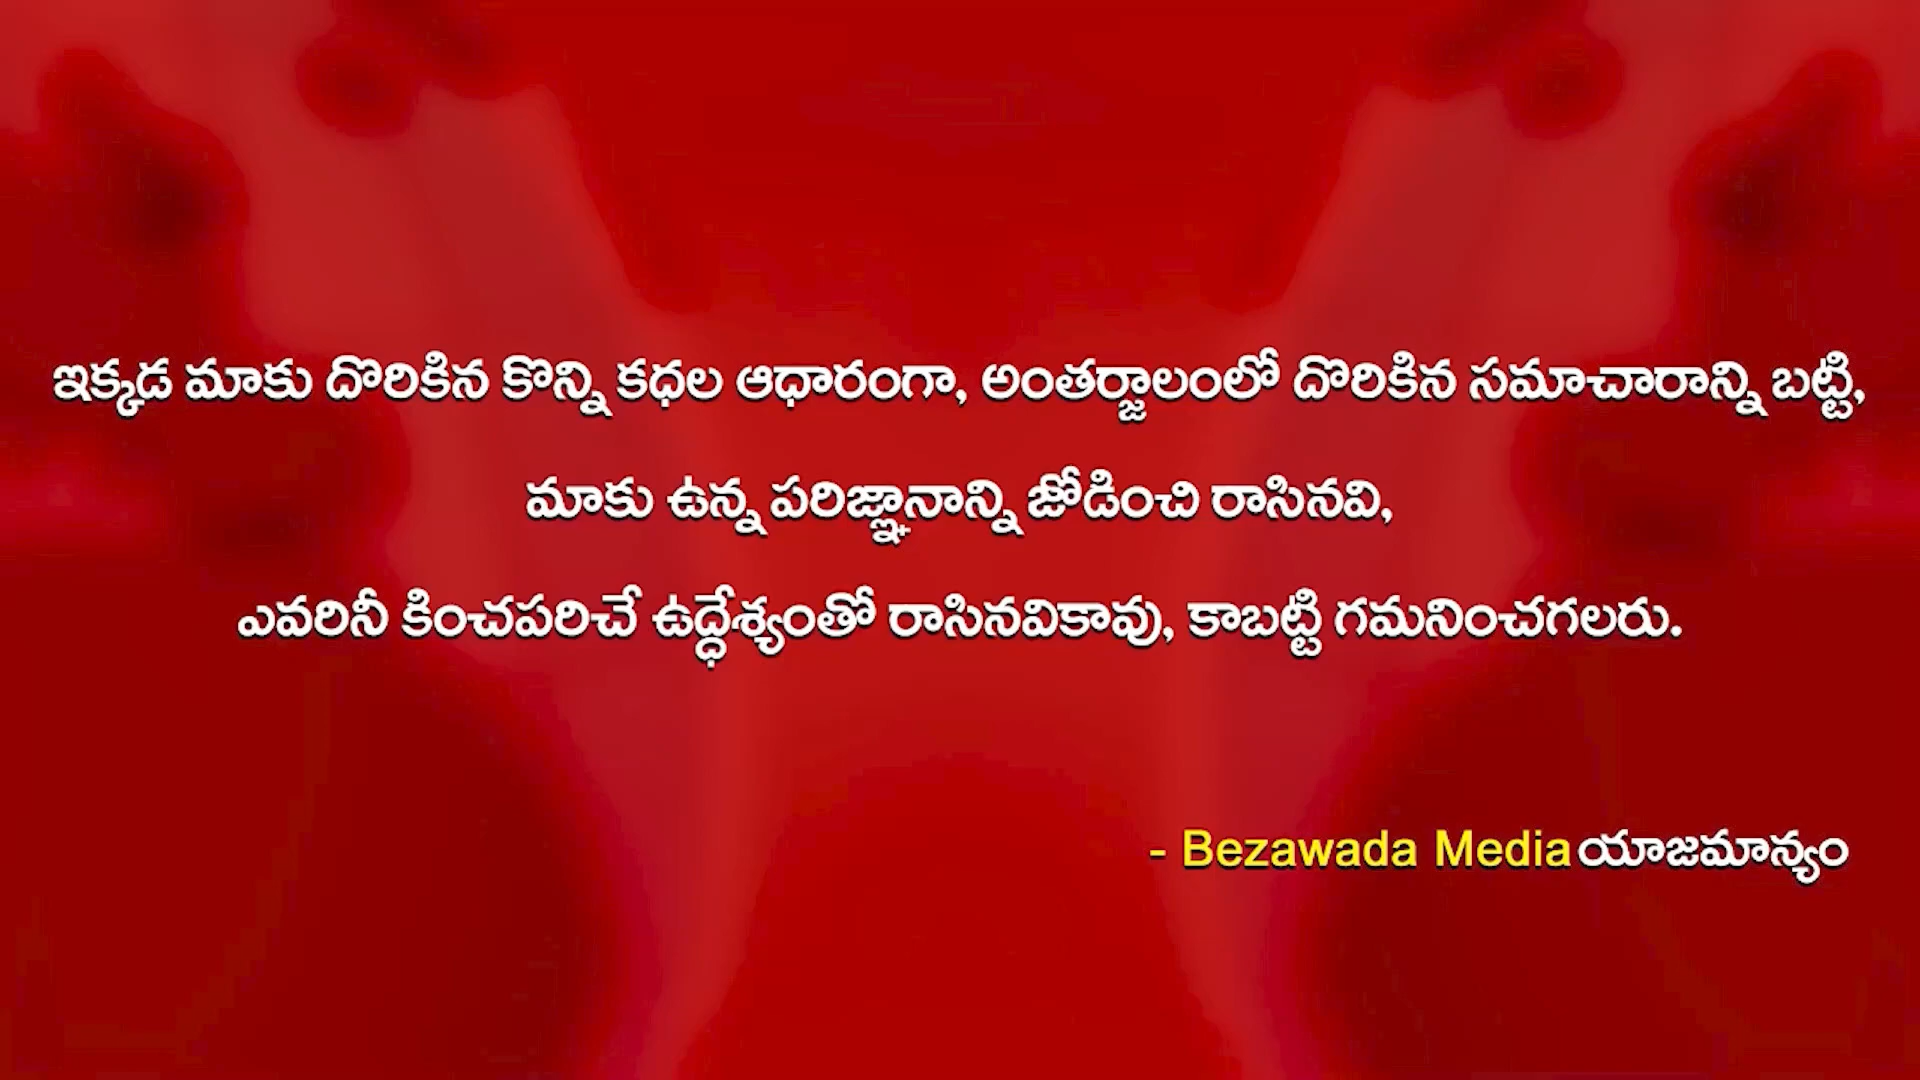 ఇక్కడ మాకు దొరికిన కొన్ని కధల ఆధారంగా, అంతర్జాలంలో దొరికిన సమాచారాన్ని బట్టి,
మాకు ఉన్న పరిజ్ఞానాన్ని జోడించి రాసినవి,
ఎవరినీ కించపరిచే ఉద్ధేశ్యంతో రాసినవికావు, కాబట్టి గమనించగలరు.
- Bezawada Media యాజమాన్యం